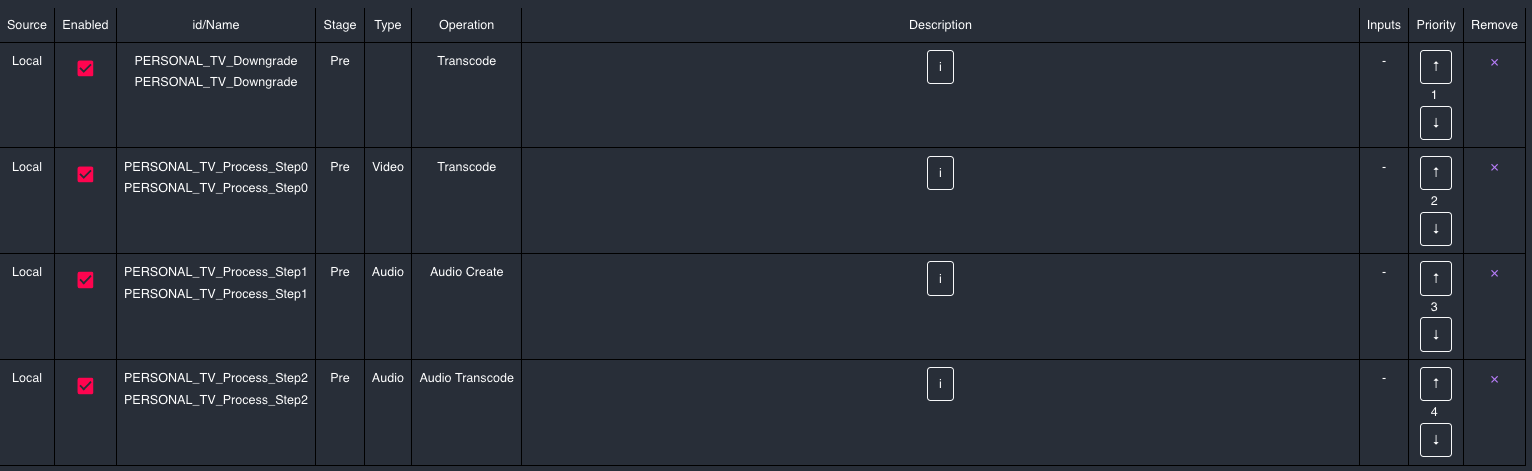 Source Enabled id/Name Stage Type Operation Description Inputs Priority Remove
Local PERSONAL_TV_Downgrade Pre Transcode i - ↑ ×
PERSONAL_TV_Downgrade
1
↓
Local PERSONAL_TV_Process_Step0 Pre Video Transcode i - ↑ ×
PERSONAL_TV_Process_Step0
2
↓
Local PERSONAL_TV_Process_Step1 Pre Audio Audio Create i - ↑ ×
PERSONAL_TV_Process_Step1
3
↓
Local PERSONAL_TV_Process_Step2 Pre Audio Audio Transcode i - ↑ ×
PERSONAL_TV_Process_Step2
4
↓